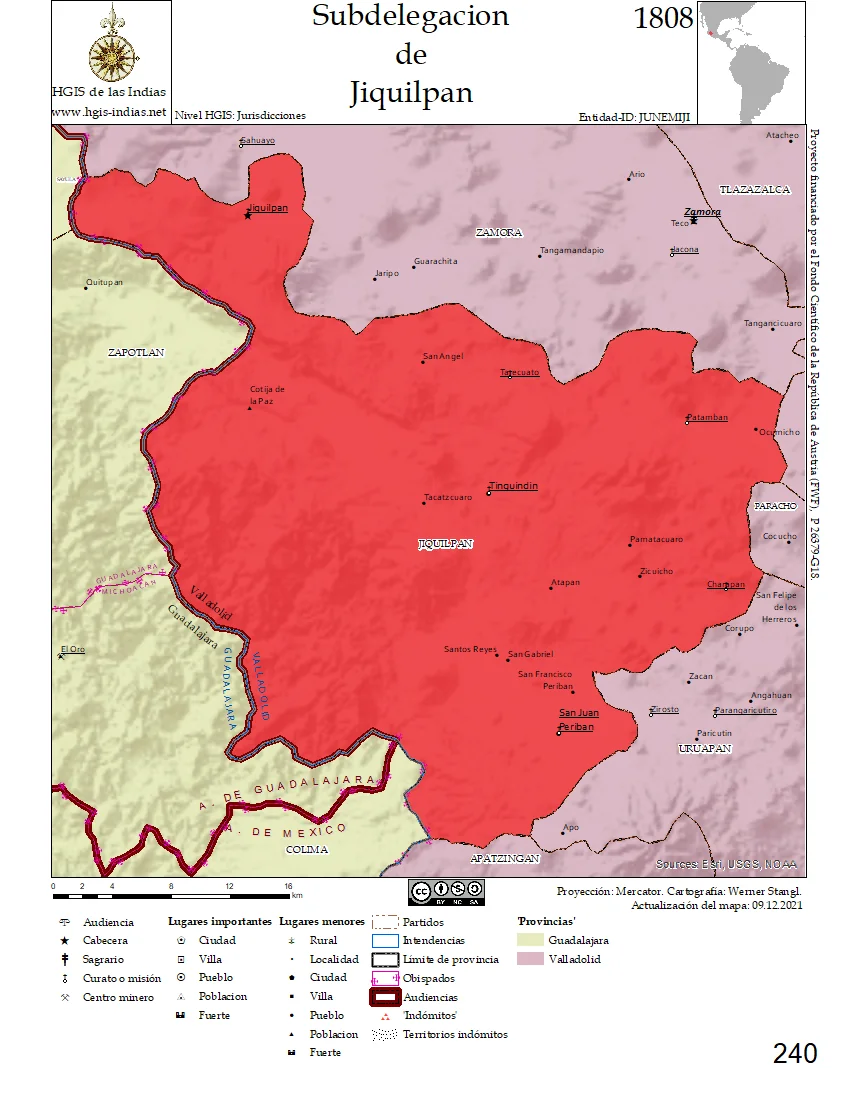 Subdelegacion
de
Jiquilpan
1808
HGIS de las Indias
www.hgis-indias.net
Nivel HGIS: Jurisdicciones
Entidad-ID: JUNEMIJI
Sahuayo
Atacheo
Ario
TLAZAZALCA
Jiquilpan
Zamora
Teco
ZAMORA
Tangamandapio
Jacona
Guarachita
Jaripo
Quitupan
Tangancicuaro
ZAPOTLAN
San Angel
Tarecuato
Cotija de
la Paz
Patamban
Ocumicho
Tinguindin
Tacatzcuaro
PARACHO
JIQUILPAN
Pamatacuaro
Cocucho
GUADALAJARA
MICHOACAN
Zicuicho
Atapan
Charapan
San Felipe
de los
Herreros
Valladolid
Guadalajara
Corupo
El Oro
Santos Reyes
San Gabriel
VALLADOLID
GUADALAJARA
San Francisco
Periban
Zacan
Angahuan
San Juan
Periban
Zirosto
Parangaricutiro
Paricutin
URUAPAN
A. DE GUADALAJARA
A. DE MEXICO
Apo
COLIMA
APATZINGAN
Sources: Esri, USGS, NOAA
Proyecto financiado por el Fondo Científico de la República de Austria (FWF), P 26379-G18
0 2 4 8 12 16
km
CC BY NC SA
Proyección: Mercator. Cartografía: Werner Stangl.
Actualización del mapa: 09.12.2021
Audiencia
Cabecera
Sagrario
Curato o misión
Centro minero
Lugares importantes
Ciudad
Villa
Pueblo
Poblacion
Fuerte
Lugares menores
Rural
Localidad
Ciudad
Villa
Pueblo
Poblacion
Fuerte
Partidos
Intendencias
Límite de provincia
Obispados
Audiencias
'Indómitos'
Territorios indómitos
'Provincias'
Guadalajara
Valladolid
240